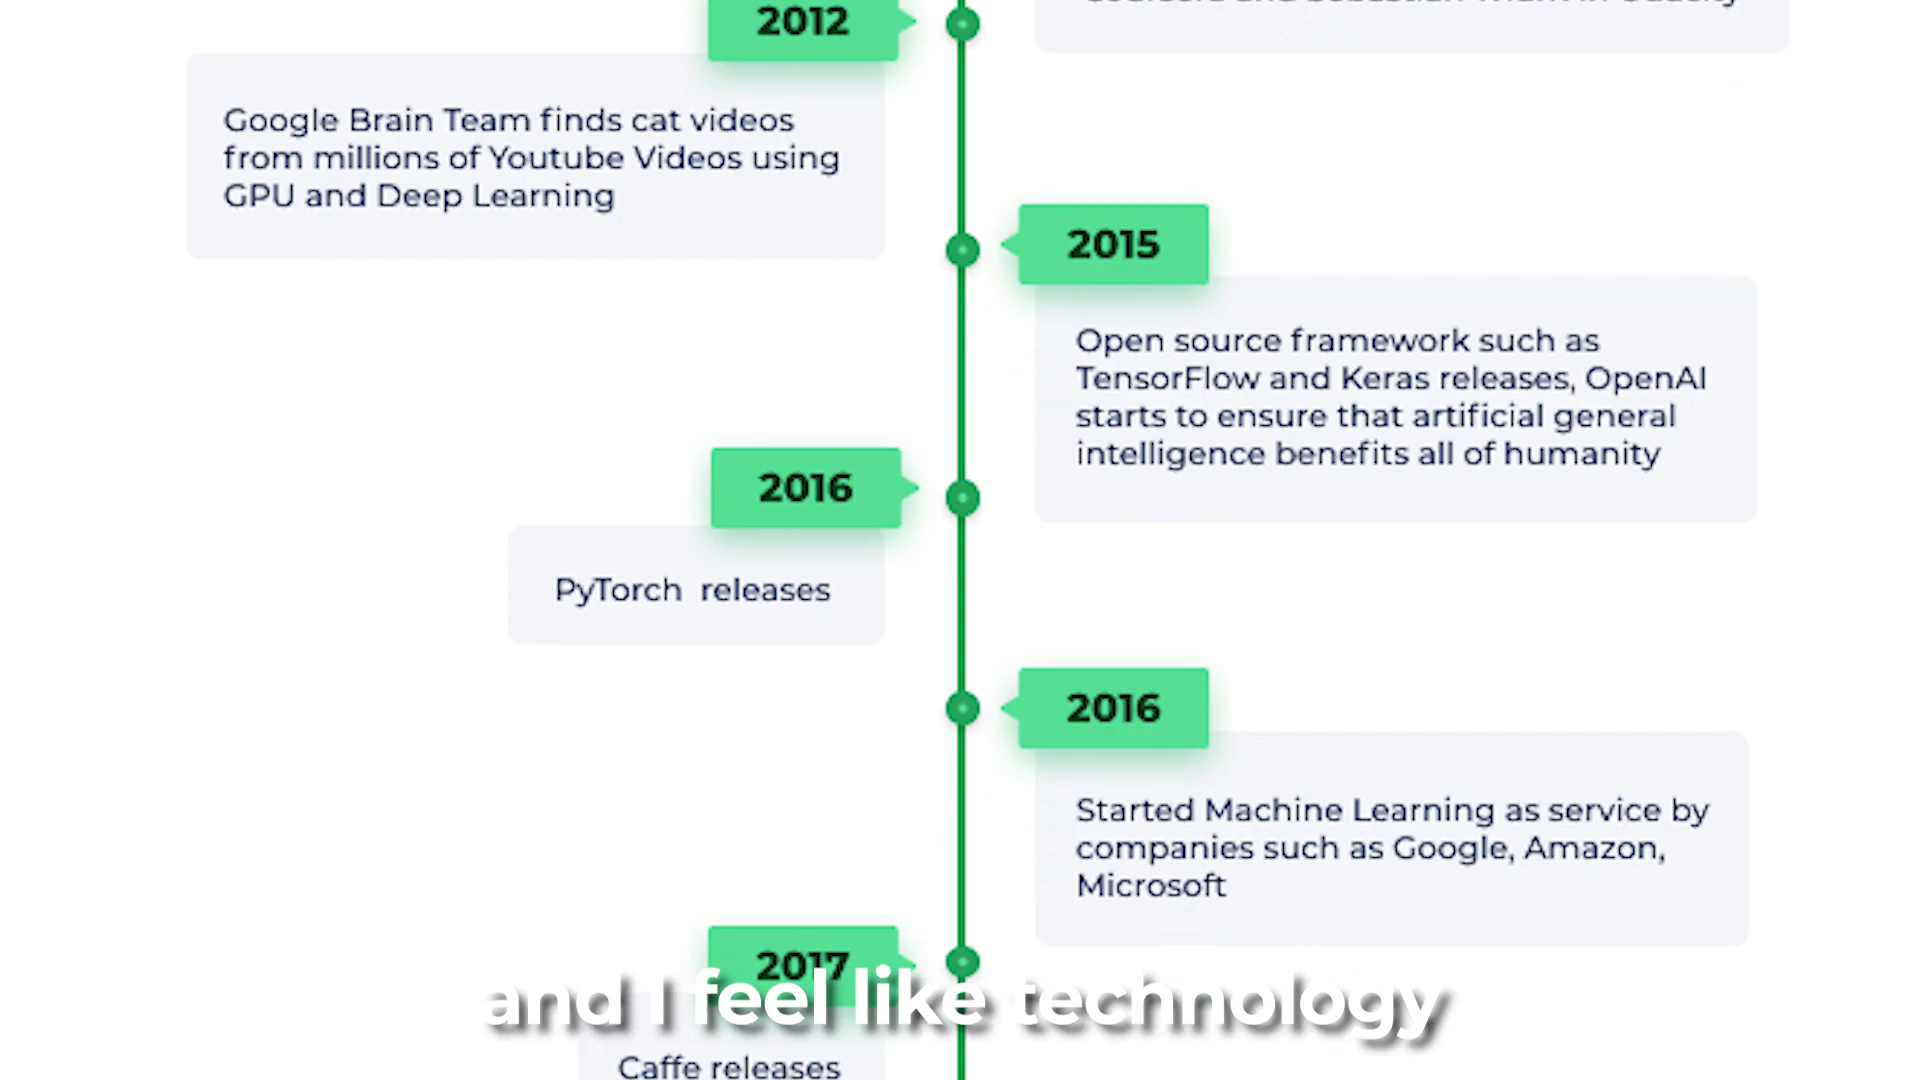 2012
Google Brain Team finds cat videos
from millions of Youtube Videos using
GPU and Deep Learning
2015
Open source framework such as
TensorFlow and Keras releases, OpenAI
starts to ensure that artificial general
intelligence benefits all of humanity
2016
PyTorch releases
2016
Started Machine Learning as service by
companies such as Google, Amazon,
Microsoft
2017
Caffe releases
and I feel like technology